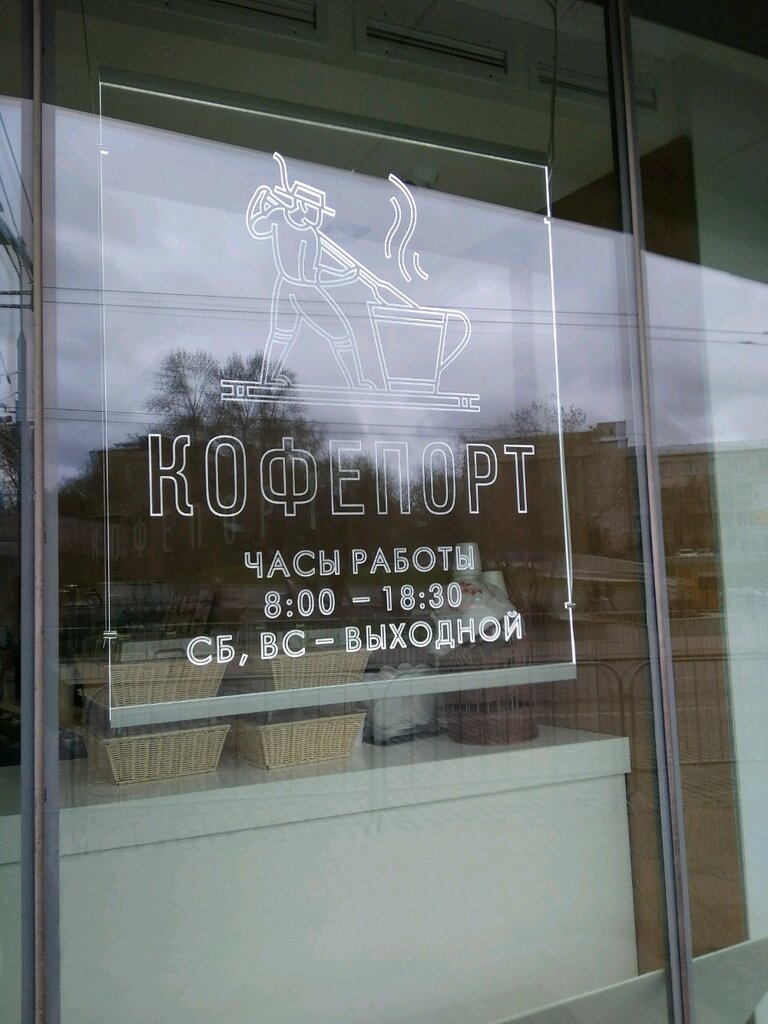 КОФЕПОРТ
ЧАСЫ РАБОТЫ
8:00 – 18:30
СБ, ВС – ВЫХОДНОЙ